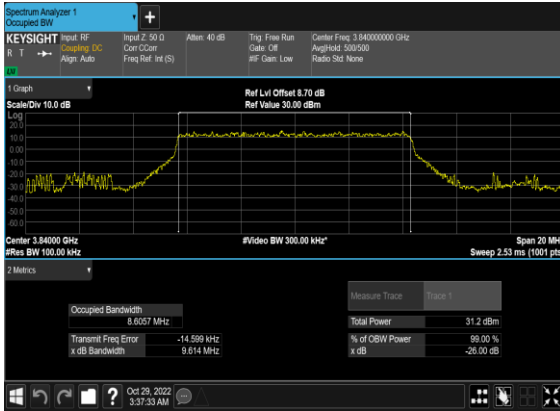 Spectrum Analyzer 1
Occupied BW
KEYSIGHT
R T
Input: RF
Coupling: DC
Align: Auto
Input Z: 50 Ω
Corr CCorr
Freq Ref: Int (S)
Atten: 40 dB
Trig: Free Run
Gate: Off
#IF Gain: Low
Center Freq: 3.840000000 GHz
Avg|Hold: 500/500
Radio Std: None
1 Graph
Scale/Div 10.0 dB
Ref Lvl Offset 8.70 dB
Ref Value 30.00 dBm
Log
20.0
10.0
0.00
-10.0
-20.0
-30.0
-40.0
-50.0
-60.0
Center 3.84000 GHz
#Res BW 100.00 kHz
#Video BW 300.00 kHz*
Span 20 MH
Sweep 2.53 ms (1001 pts
2 Metrics
Measure Trace
Trace 1
Occupied Bandwidth
8.6057 MHz
Total Power
31.2 dBm
Transmit Freq Error
-14.599 kHz
% of OBW Power
99.00 %
x dB Bandwidth
9.614 MHz
x dB
-26.00 dB
Oct 29, 2022
3:37:33 AM